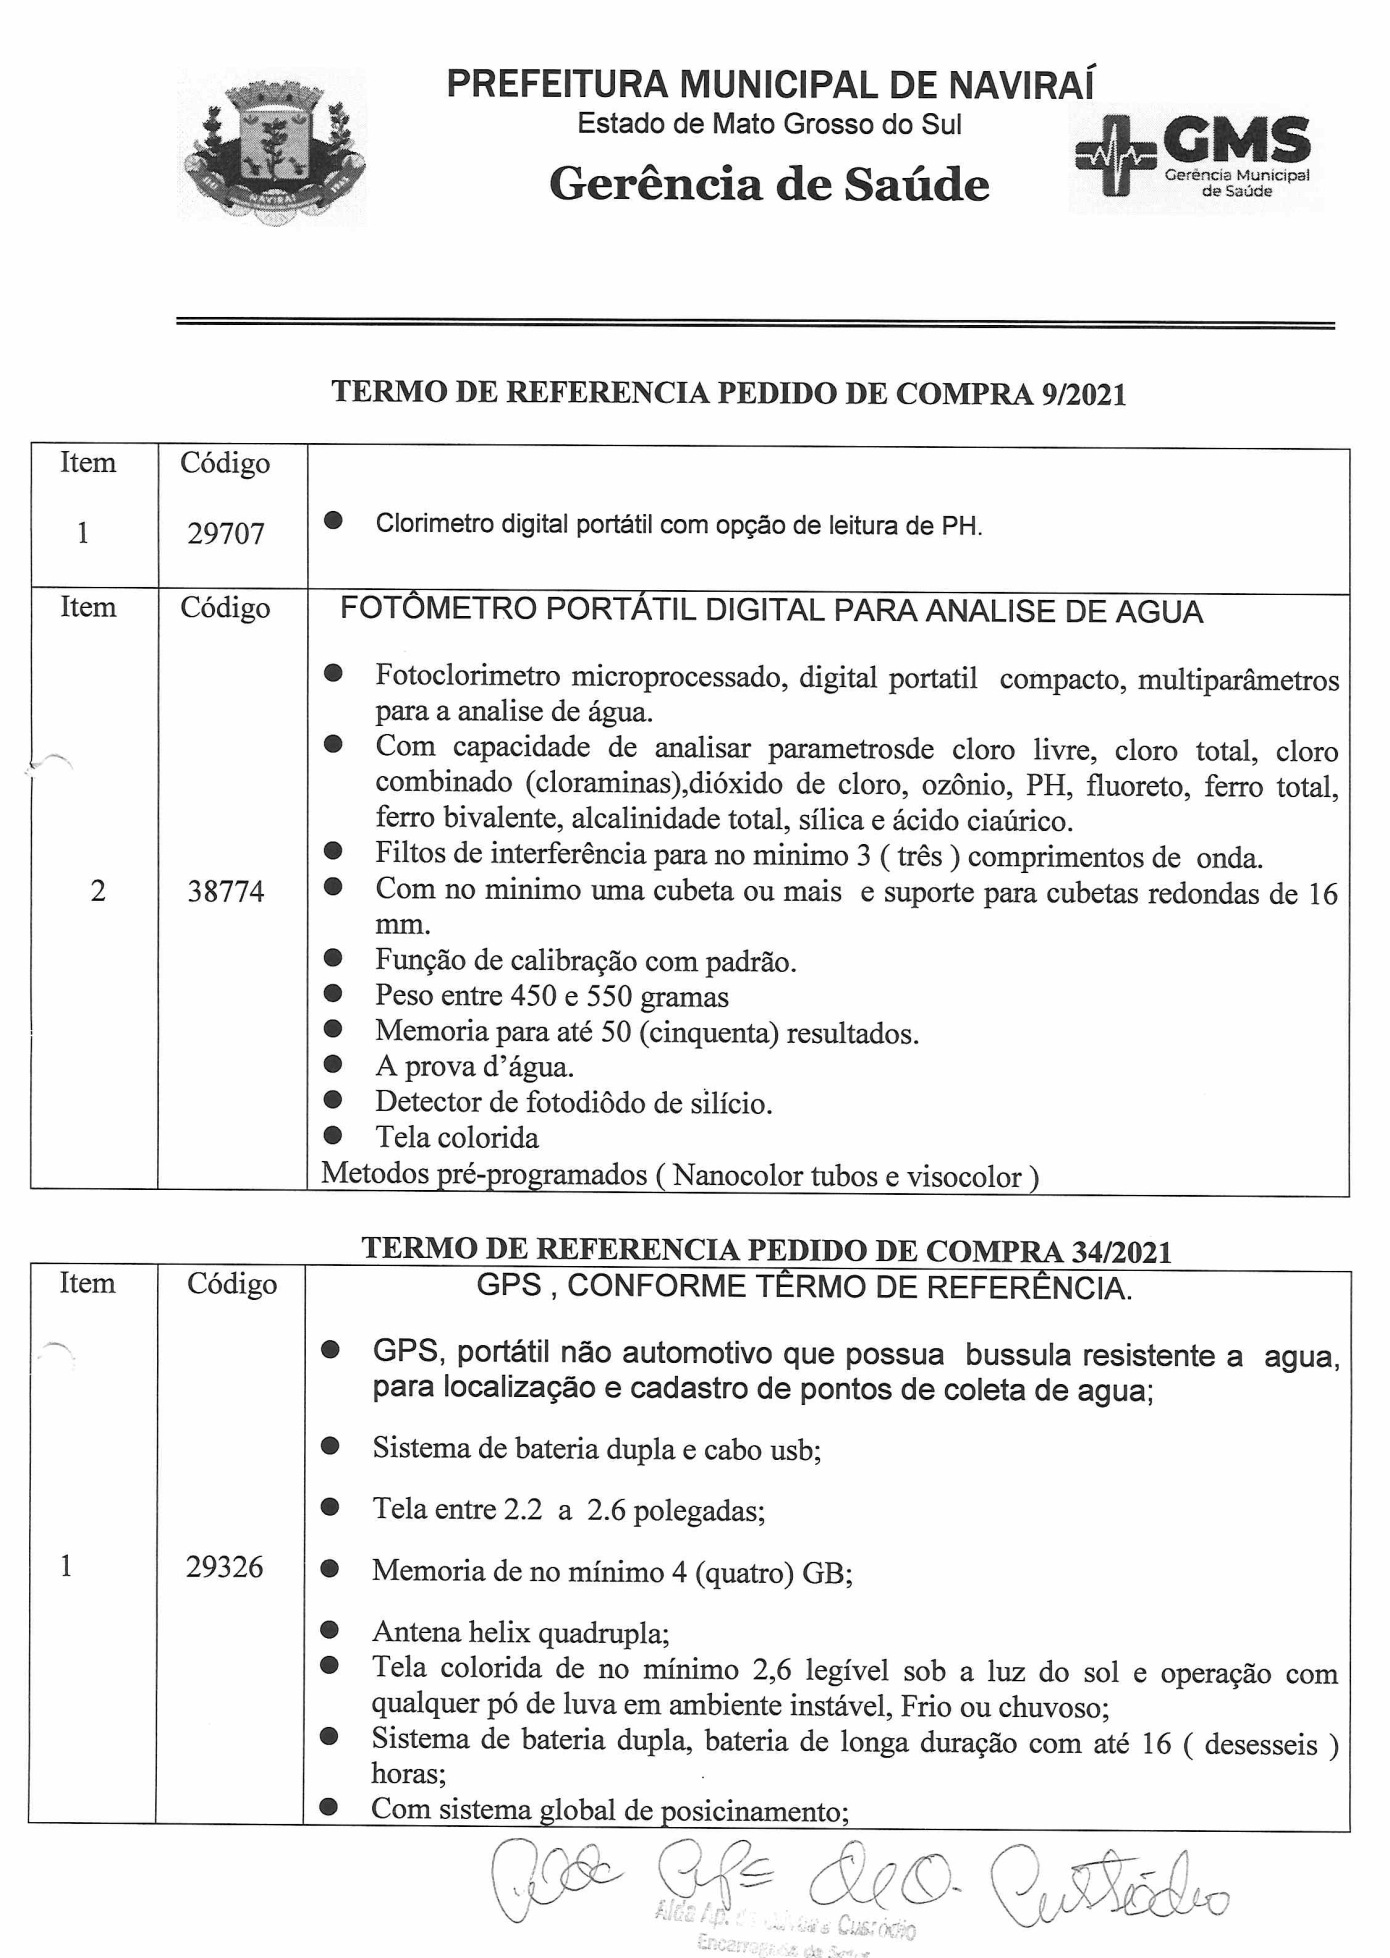 PREFEITURA MUNICIPAL DE NAVIRAÍ
Estado de Mato Grosso do Sul
Gerência de Saúde
NAVIRAÍ
1963
GMS
Gerência Municipal
de Saúde
TERMO DE REFERENCIA PEDIDO DE COMPRA 9/2021
Item Código
1 29707 ● Clorimetro digital portátil com opção de leitura de PH.
Item Código FOTÔMETRO PORTÁTIL DIGITAL PARA ANALISE DE AGUA
● Fotoclorimetro microprocessado, digital portatil compacto, multiparâmetros
para a analise de água.
● Com capacidade de analisar parametrosde cloro livre, cloro total, cloro
combinado (cloraminas),dióxido de cloro, ozônio, PH, fluoreto, ferro total,
ferro bivalente, alcalinidade total, sílica e ácido ciaúrico.
● Filtos de interferência para no minimo 3 ( três ) comprimentos de onda.
2 38774 ● Com no minimo uma cubeta ou mais e suporte para cubetas redondas de 16
mm.
● Função de calibração com padrão.
● Peso entre 450 e 550 gramas
● Memoria para até 50 (cinquenta) resultados.
● A prova d’água.
● Detector de fotodiôdo de silício.
● Tela colorida
Metodos pré-programados ( Nanocolor tubos e visocolor )
TERMO DE REFERENCIA PEDIDO DE COMPRA 34/2021
Item Código GPS , CONFORME TÊRMO DE REFERÊNCIA.
● GPS, portátil não automotivo que possua bussula resistente a agua,
para localização e cadastro de pontos de coleta de agua;
● Sistema de bateria dupla e cabo usb;
● Tela entre 2.2 a 2.6 polegadas;
1 29326 ● Memoria de no mínimo 4 (quatro) GB;
● Antena helix quadrupla;
● Tela colorida de no mínimo 2,6 legível sob a luz do sol e operação com
qualquer pó de luva em ambiente instável, Frio ou chuvoso;
● Sistema de bateria dupla, bateria de longa duração com até 16 ( desesseis )
horas;
● Com sistema global de posicinamento;
Custódio
Alda Ap. Custódio